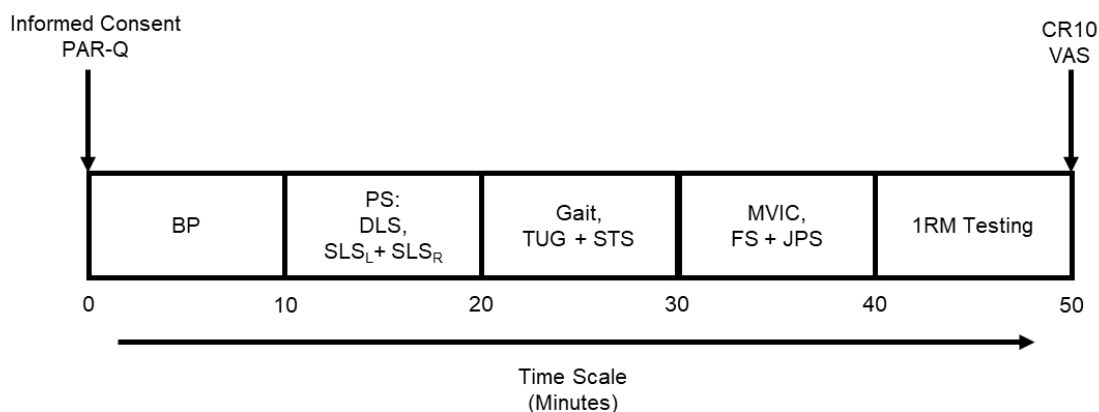 Informed Consent
PAR-Q
CR10
VAS
BP
PS:
DLS,
SLSL+ SLSR
Gait,
TUG + STS
MVIC,
FS + JPS
1RM Testing
0
10
20
30
40
50
Time Scale
(Minutes)